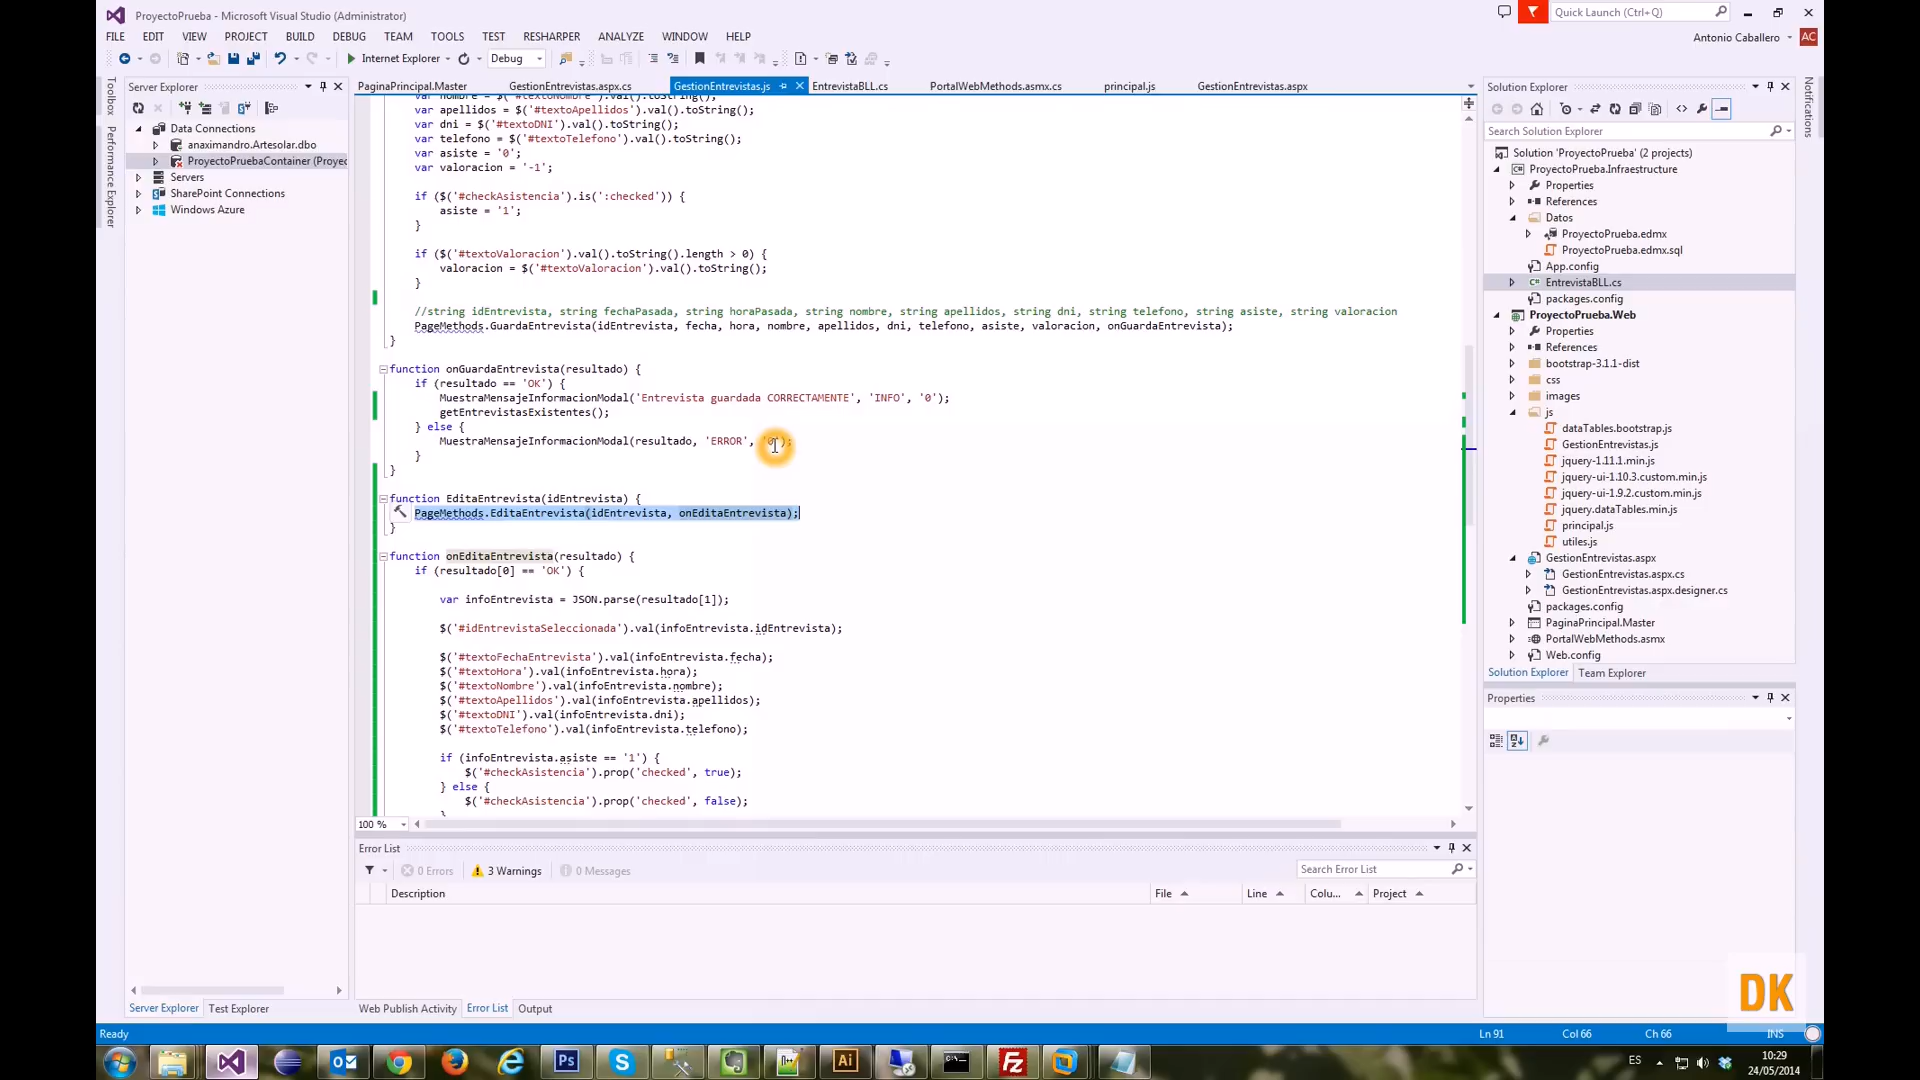 ProyectoPrueba - Microsoft Visual Studio (Administrator)
Quick Launch (Ctrl+Q)
FILE EDIT VIEW PROJECT BUILD DEBUG TEAM TOOLS TEST RESHARPER ANALYZE WINDOW HELP
Antonio Caballero AC
Internet Explorer Debug
Toolbox
Performance Explorer
Server Explorer
Data Connections
anaximandro.Artesolar.dbo
ProyectoPruebaContainer (Proyec
Servers
SharePoint Connections
Windows Azure
PaginaPrincipal.Master GestionEntrevistas.aspx.cs GestionEntrevistas.js EntrevistaBLL.cs PortalWebMethods.asmx.cs principal.js GestionEntrevistas.aspx
var nombre = $('#textoNombre').val().toString();
var apellidos = $('#textoApellidos').val().toString();
var dni = $('#textoDNI').val().toString();
var telefono = $('#textoTelefono').val().toString();
var asiste = '0';
var valoracion = '-1';
if ($('#checkAsistencia').is(':checked')) {
asiste = '1';
}
if ($('#textoValoracion').val().toString().length > 0) {
valoracion = $('#textoValoracion').val().toString();
}
//string idEntrevista, string fechaPasada, string horaPasada, string nombre, string apellidos, string dni, string telefono, string asiste, string valoracion
PageMethods.GuardaEntrevista(idEntrevista, fecha, hora, nombre, apellidos, dni, telefono, asiste, valoracion, onGuardaEntrevista);
}
function onGuardaEntrevista(resultado) {
if (resultado == 'OK') {
MuestraMensajeInformacionModal('Entrevista guardada CORRECTAMENTE', 'INFO', '0');
getEntrevistasExistentes();
} else {
MuestraMensajeInformacionModal(resultado, 'ERROR', '0');
}
}
function EditaEntrevista(idEntrevista) {
PageMethods.EditaEntrevista(idEntrevista, onEditaEntrevista);
}
function onEditaEntrevista(resultado) {
if (resultado[0] == 'OK') {
var infoEntrevista = JSON.parse(resultado[1]);
$('#idEntrevistaSeleccionada').val(infoEntrevista.idEntrevista);
$('#textoFechaEntrevista').val(infoEntrevista.fecha);
$('#textoHora').val(infoEntrevista.hora);
$('#textoNombre').val(infoEntrevista.nombre);
$('#textoApellidos').val(infoEntrevista.apellidos);
$('#textoDNI').val(infoEntrevista.dni);
$('#textoTelefono').val(infoEntrevista.telefono);
if (infoEntrevista.asiste == '1') {
$('#checkAsistencia').prop('checked', true);
} else {
$('#checkAsistencia').prop('checked', false);
}
100 %
Error List
0 Errors 3 Warnings 0 Messages
Search Error List
Description File Line Colu... Project
Server Explorer Test Explorer
Web Publish Activity Error List Output
Solution Explorer
Search Solution Explorer
Solution 'ProyectoPrueba' (2 projects)
ProyectoPrueba.Infraestructure
Properties
References
Datos
ProyectoPrueba.edmx
ProyectoPrueba.edmx.sql
App.config
EntrevistaBLL.cs
packages.config
ProyectoPrueba.Web
Properties
References
bootstrap-3.1.1-dist
css
images
js
dataTables.bootstrap.js
GestionEntrevistas.js
jquery-1.11.1.min.js
jquery-ui-1.10.3.custom.min.js
jquery-ui-1.9.2.custom.min.js
jquery.dataTables.min.js
principal.js
utiles.js
GestionEntrevistas.aspx
GestionEntrevistas.aspx.cs
GestionEntrevistas.aspx.designer.cs
packages.config
PaginaPrincipal.Master
PortalWebMethods.asmx
Web.config
Solution Explorer Team Explorer
Properties
Notifications
DK
Ready Ln 91 Col 66 Ch 66 INS
Ps Ai Fz
ES 10:29
24/05/2014